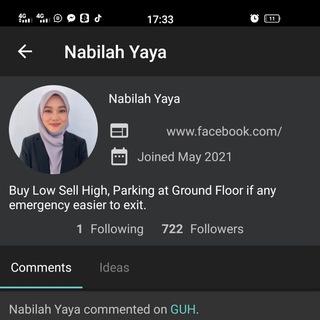 4G 4G 17:33 11
Nabilah Yaya
Nabilah Yaya
www.facebook.com/
Joined May 2021
Buy Low Sell High, Parking at Ground Floor if any
emergency easier to exit.
1 Following 722 Followers
Comments Ideas
Nabilah Yaya commented on GUH.